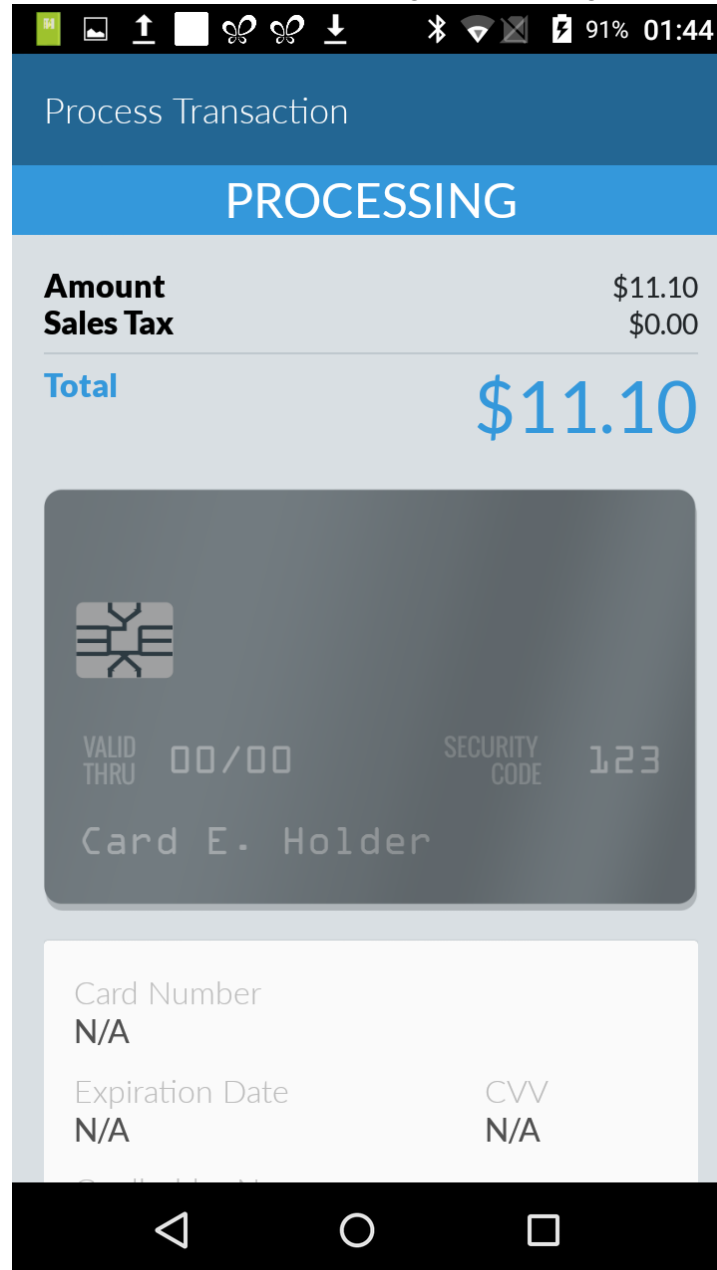 91% 01:44
Process Transaction
PROCESSING
Amount $11.10
Sales Tax $0.00
Total $11.10
VALID THRU 00/00 SECURITY CODE 123
Card E. Holder
Card Number
N/A
Expiration Date CVV
N/A N/A